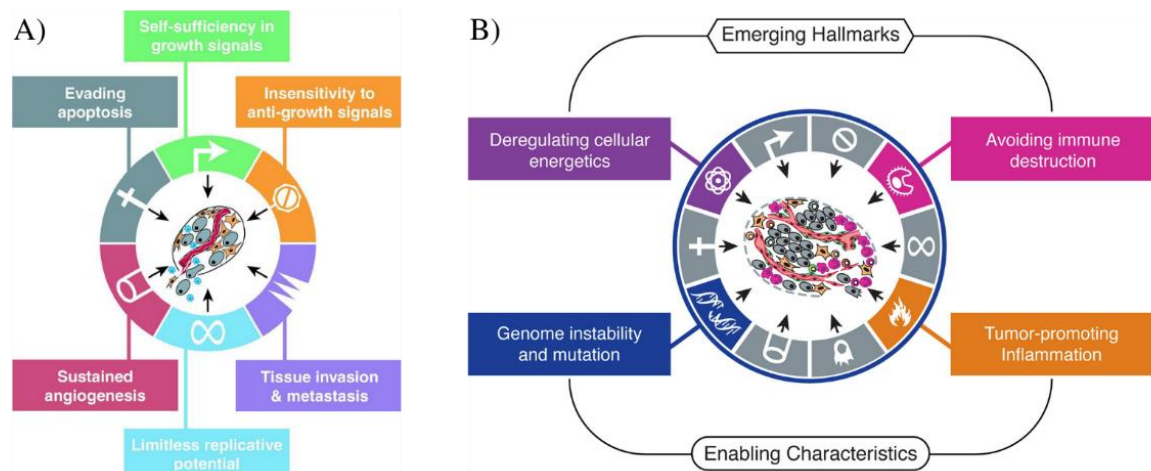 A)
Self-sufficiency in
growth signals
Evading
apoptosis
Insensitivity to
anti-growth signals
Sustained
angiogenesis
Tissue invasion
& metastasis
Limitless replicative
potential
B)
Emerging Hallmarks
Deregulating cellular
energetics
Avoiding immune
destruction
Genome instability
and mutation
Tumor-promoting
Inflammation
Enabling Characteristics